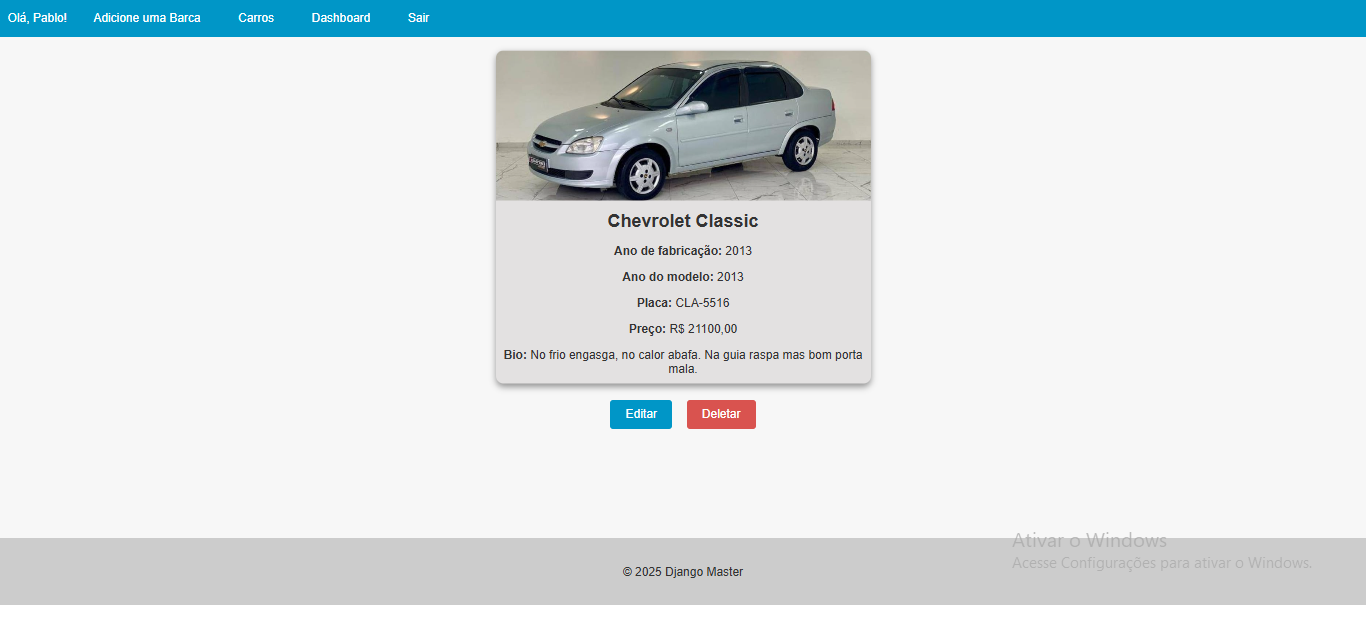 Olá, Pablo! Adicione uma Barca Carros Dashboard Sair
Chevrolet Classic
Ano de fabricação: 2013
Ano do modelo: 2013
Placa: CLA-5516
Preço: R$ 21100,00
Bio: No frio engasga, no calor abafa. Na guia raspa mas bom porta
mala.
Editar Deletar
Ativar o Windows
Acesse Configurações para ativar o Windows.
© 2025 Django Master